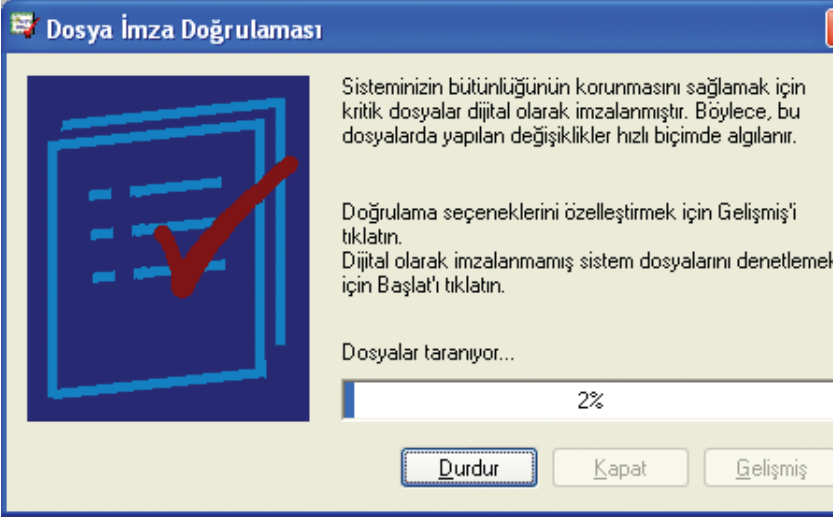 Dosya İmza Doğrulaması
Sisteminizin bütünlüğünün korunmasını sağlamak için
kritik dosyalar dijital olarak imzalanmıştır. Böylece, bu
dosyalarda yapılan değişiklikler hızlı biçimde algılanır.
Doğrulama seçeneklerini özelleştirmek için Gelişmiş'i
tıklatın.
Dijital olarak imzalanmamış sistem dosyalarını denetlemek
için Başlat'ı tıklatın.
Dosyalar taranıyor...
2%
Durdur Kapat Gelişmiş